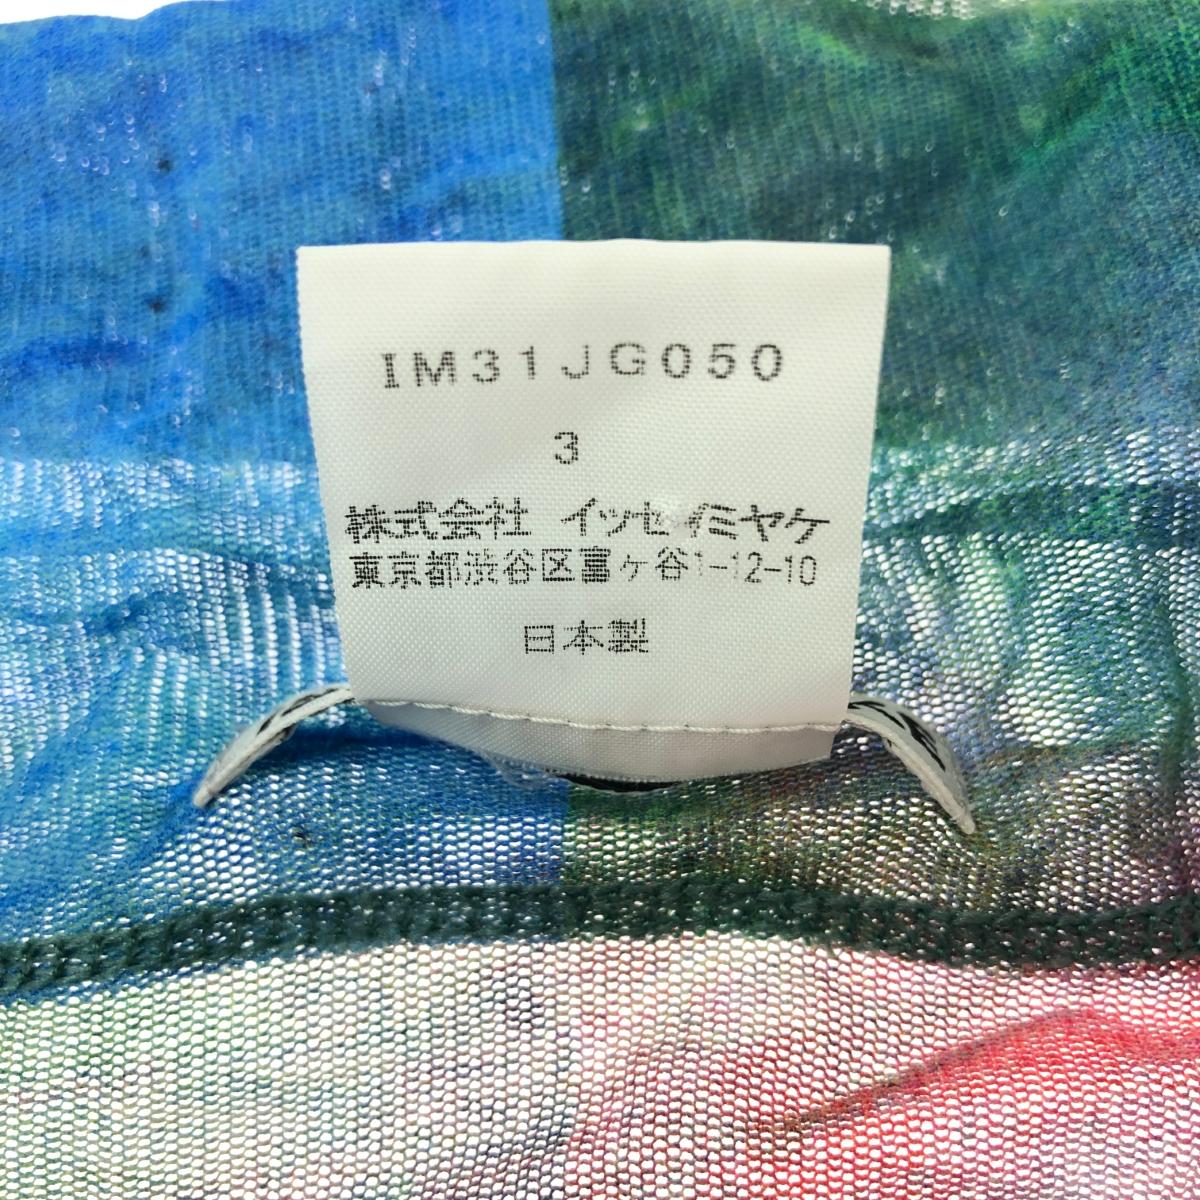 IM31JG050
3
株式会社 イッセイミヤケ
東京都渋谷区富ヶ谷1-12-10
日本製